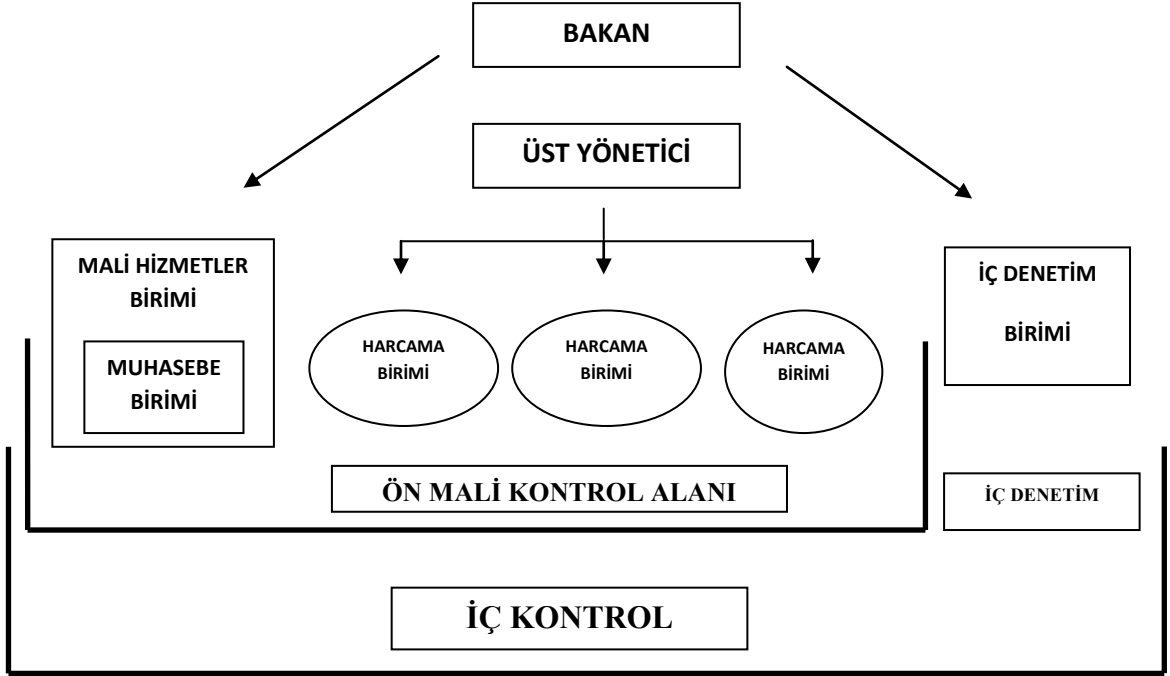 BAKAN
ÜST YÖNETİCİ
MALİ HİZMETLER
BİRİMİ
MUHASEBE
BİRİMİ
HARCAMA
BİRİMİ
HARCAMA
BİRİMİ
HARCAMA
BİRİMİ
İÇ DENETİM
BİRİMİ
ÖN MALİ KONTROL ALANI
İÇ DENETİM
İÇ KONTROL